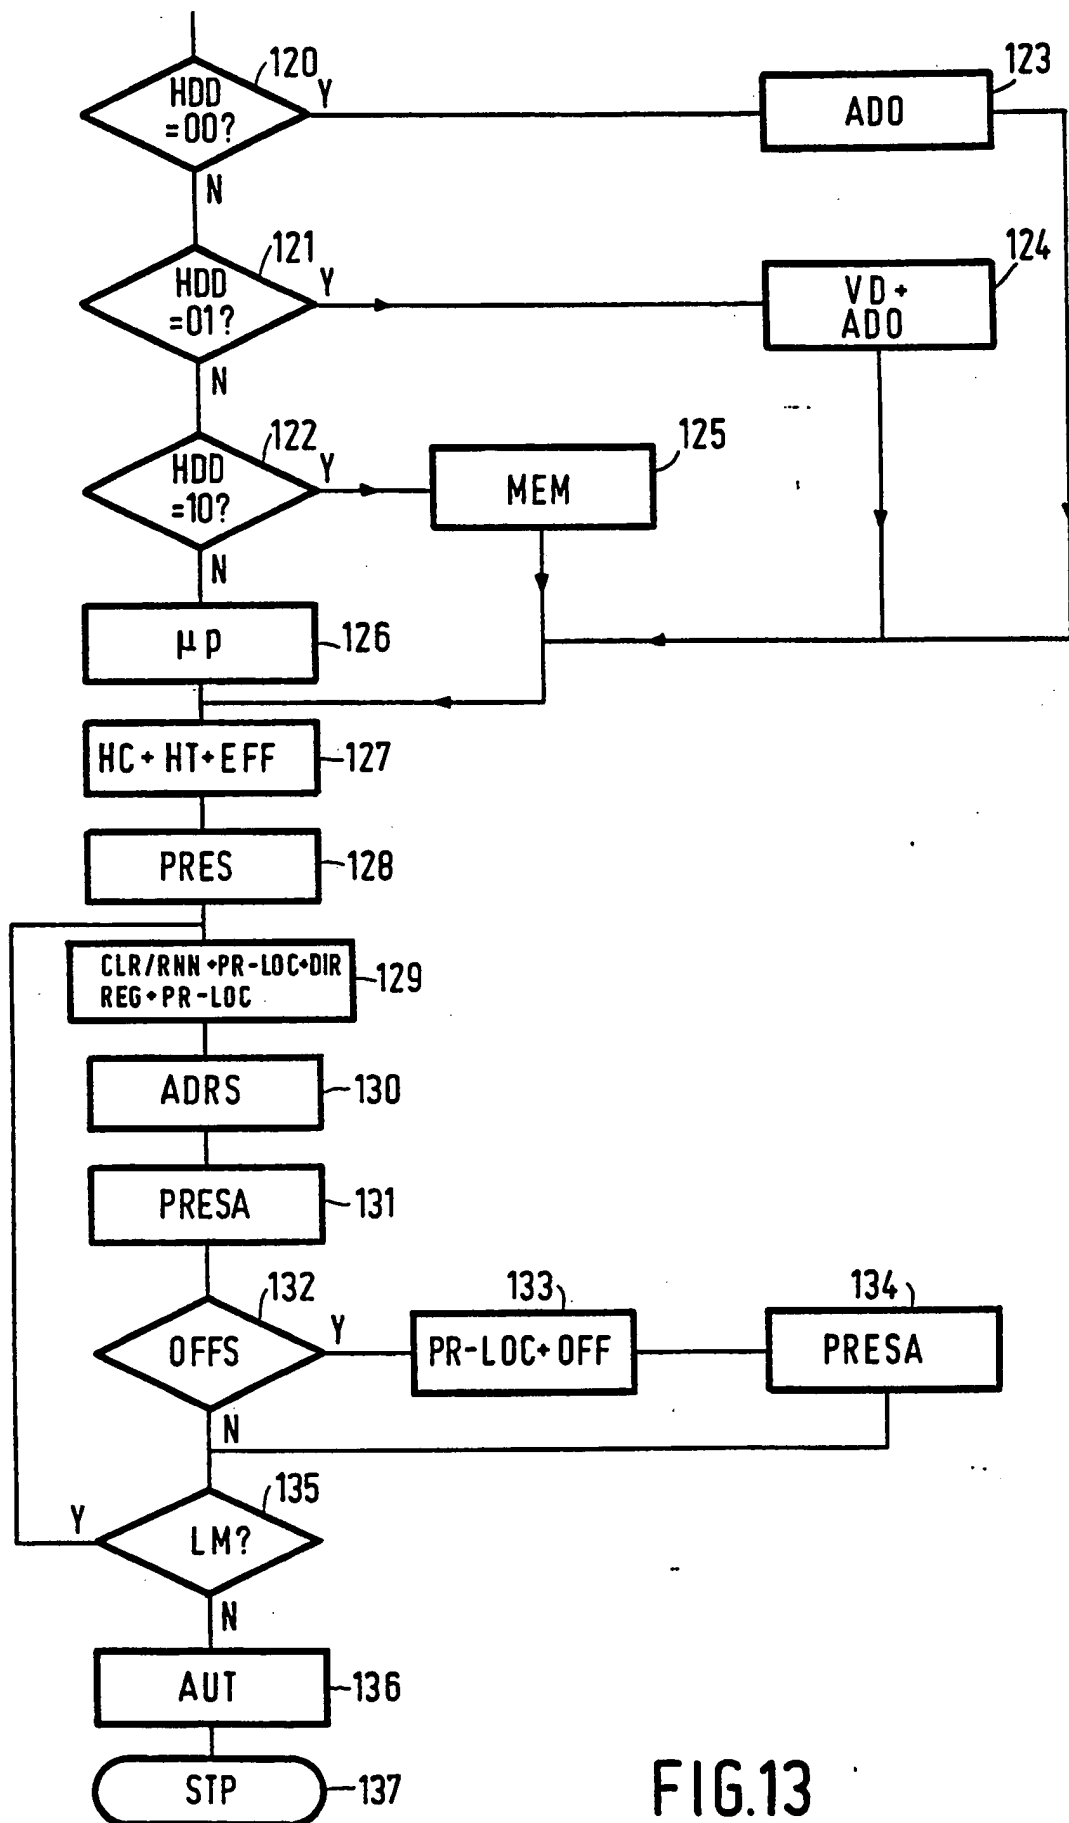 120
HDD
=00?
Y
N
123
ADO
121
HDD
=01?
Y
N
124
VD+
ADO
122
HDD
=10?
Y
N
125
MEM
μp
126
HC+HT+EFF
127
PRES
128
CLR/RNN+PR-LOC+DIR
REG+PR-LOC
129
ADRS
130
PRESA
131
132
OFFS
Y
N
133
PR-LOC+OFF
134
PRESA
135
LM?
Y
N
AUT
136
STP
137
FIG.13